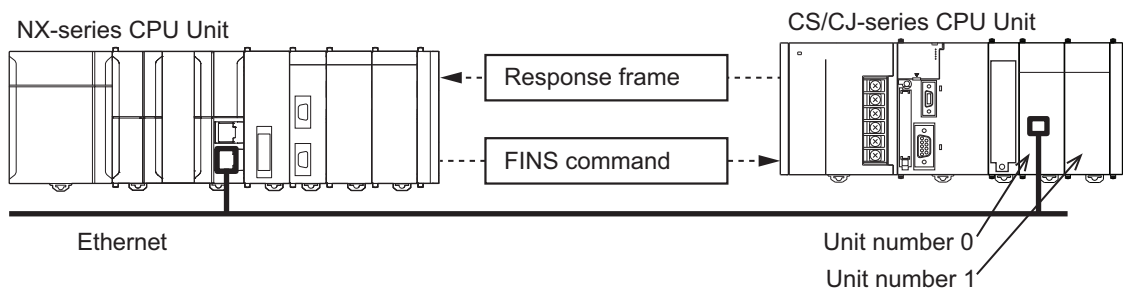 NX-series CPU Unit
CS/CJ-series CPU Unit
Response frame
FINS command
Ethernet
Unit number 0
Unit number 1